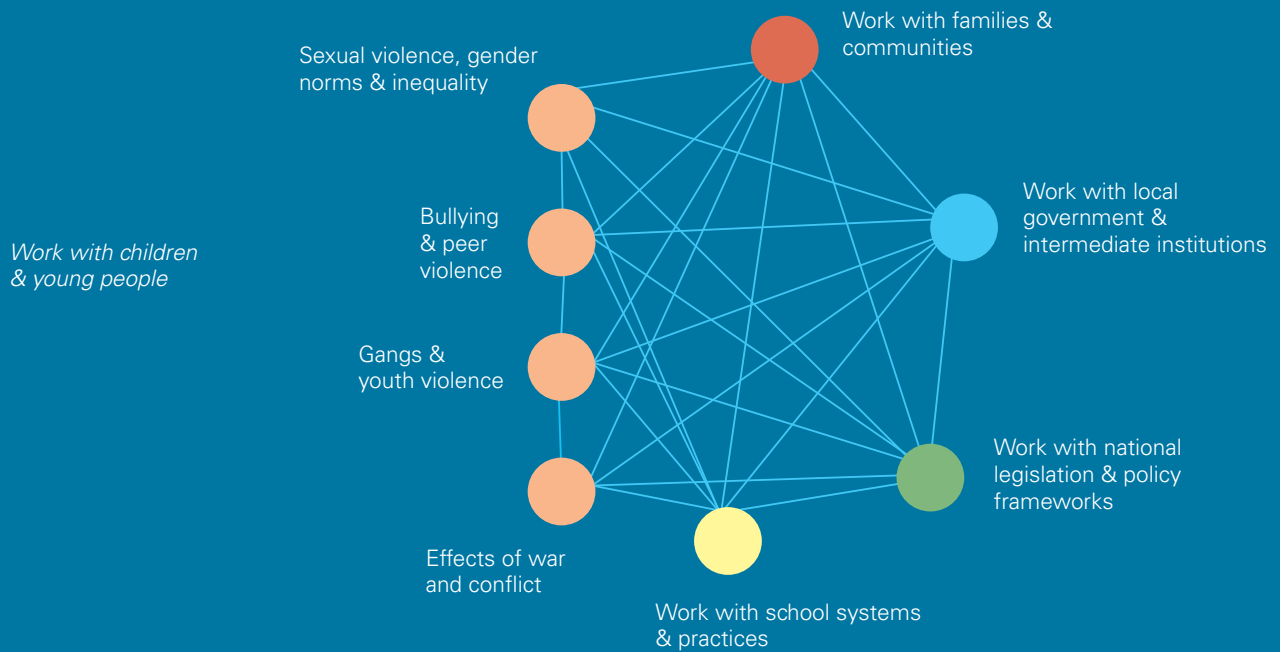 Work with families &
communities
Sexual violence, gender
norms & inequality
Work with local
government &
intermediate institutions
Bullying
& peer
violence
Work with children
& young people
Gangs &
youth violence
Work with national
legislation & policy
frameworks
Effects of war
and conflict
Work with school systems
& practices